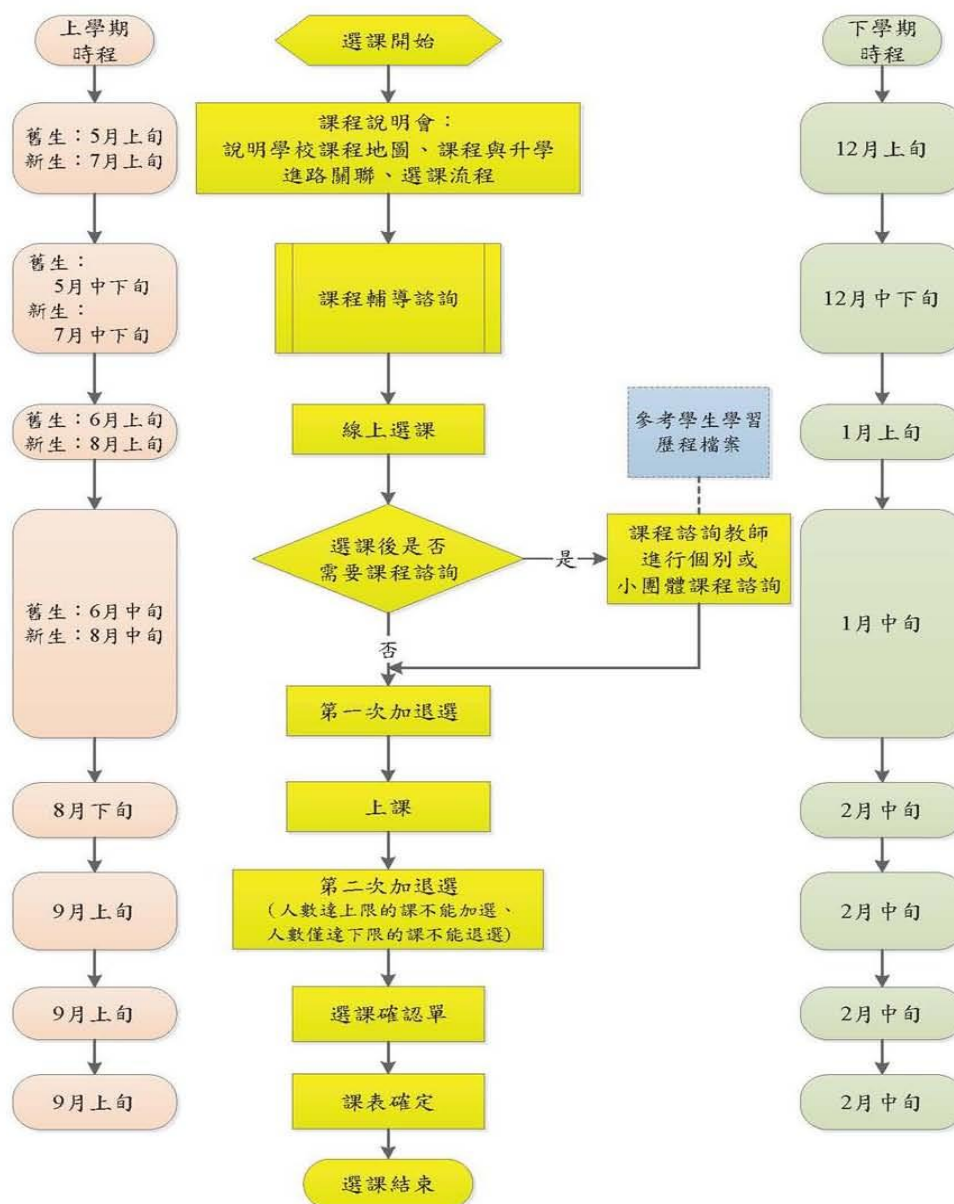 上學期
時程
選課開始
下學期
時程
舊生：5月上旬
新生：7月上旬
課程說明會：
說明學校課程地圖、課程與升學
進路關聯、選課流程
12月上旬
舊生：
5月中下旬
新生：
7月中下旬
課程輔導諮詢
12月中下旬
舊生：6月上旬
新生：8月上旬
線上選課
參考學生學習
歷程檔案
1月上旬
選課後是否
需要課程諮詢
是
課程諮詢教師
進行個別或
小團體課程諮詢
舊生：6月中旬
新生：8月中旬
1月中旬
否
第一次加退選
8月下旬
上課
2月中旬
9月上旬
第二次加退選
（人數達上限的課不能加選、
人數僅達下限的課不能退選)
2月中旬
9月上旬
選課確認單
2月中旬
9月上旬
課表確定
2月中旬
選課結束